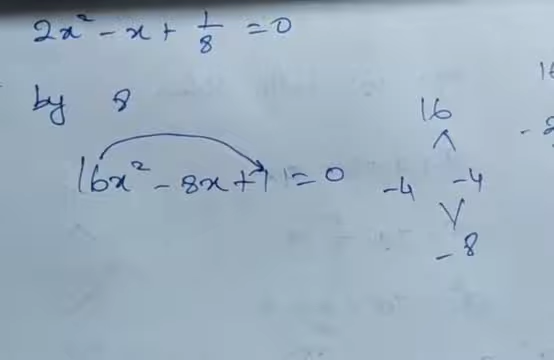 2x² - x + 1/8 = 0
by 8
16x² - 8x + 1 = 0
16
-4 -4
-8